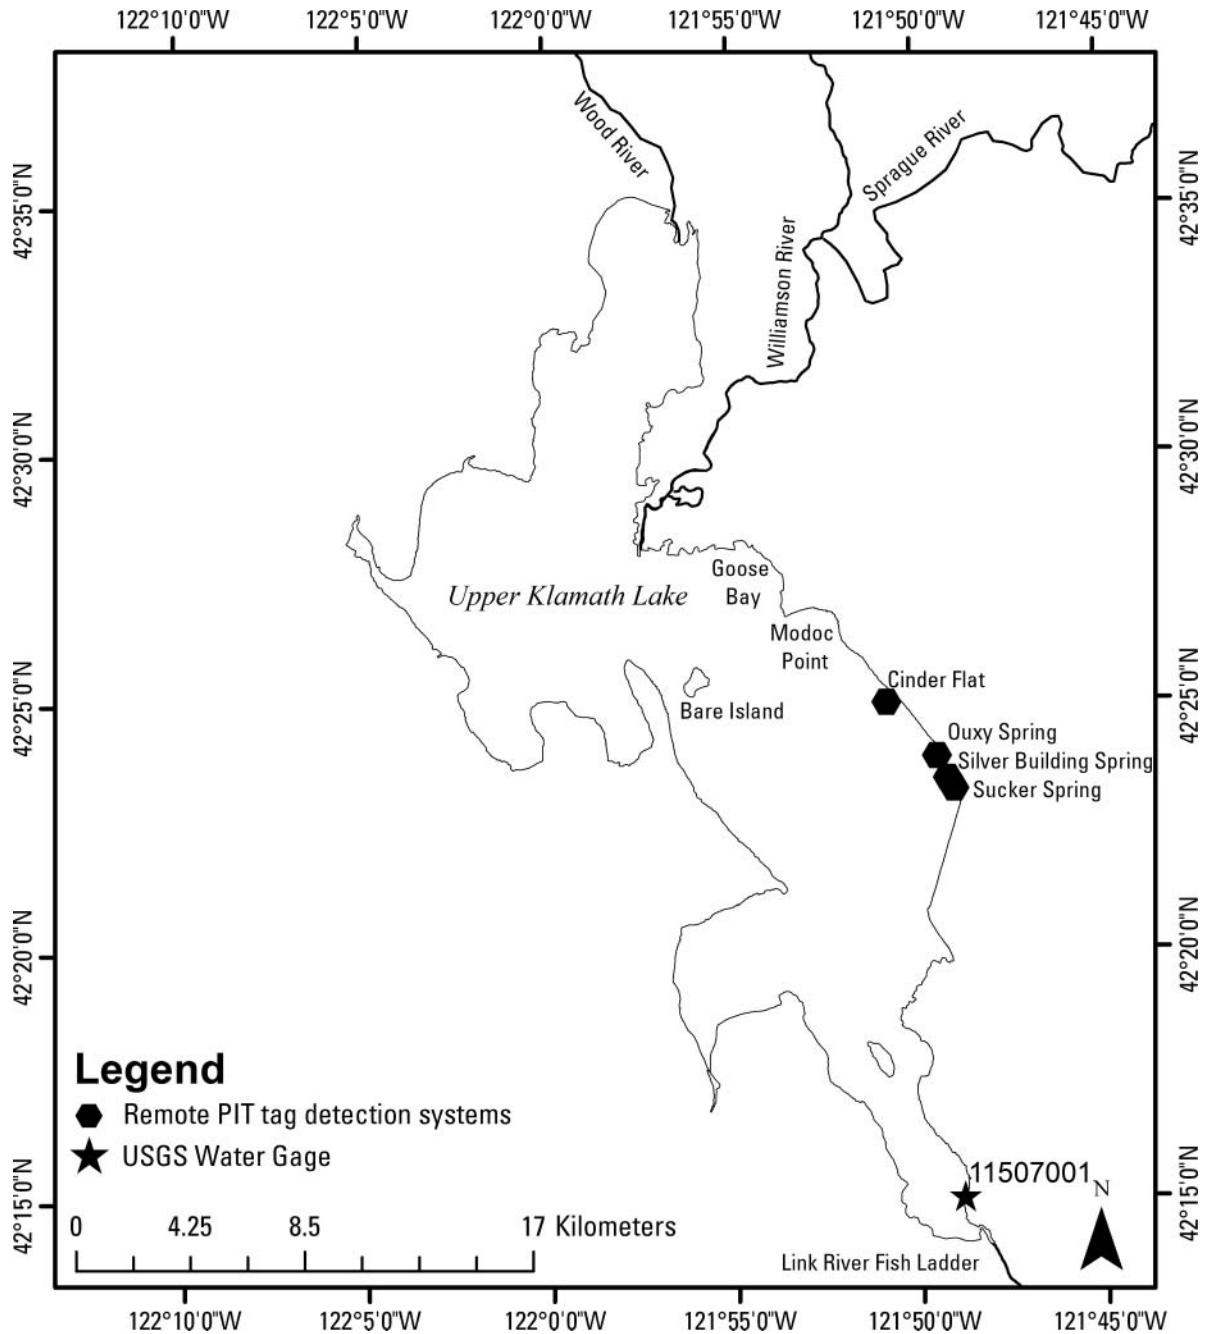 122°10'0"W 122°5'0"W 122°0'0"W 121°55'0"W 121°50'0"W 121°45'0"W
Wood River
Sprague River
Williamson River
42°35'0"N
42°35'0"N
42°30'0"N
42°30'0"N
Goose
Bay
Upper Klamath Lake
Modoc
Point
Cinder Flat
42°25'0"N
42°25'0"N
Bare Island
Ouxy Spring
Silver Building Spring
Sucker Spring
42°20'0"N
42°20'0"N
Legend
Remote PIT tag detection systems
USGS Water Gage
11507001
N
42°15'0"N
42°15'0"N
0 4.25 8.5 17 Kilometers
Link River Fish Ladder
122°10'0"W 122°5'0"W 122°0'0"W 121°55'0"W 121°50'0"W 121°45'0"W